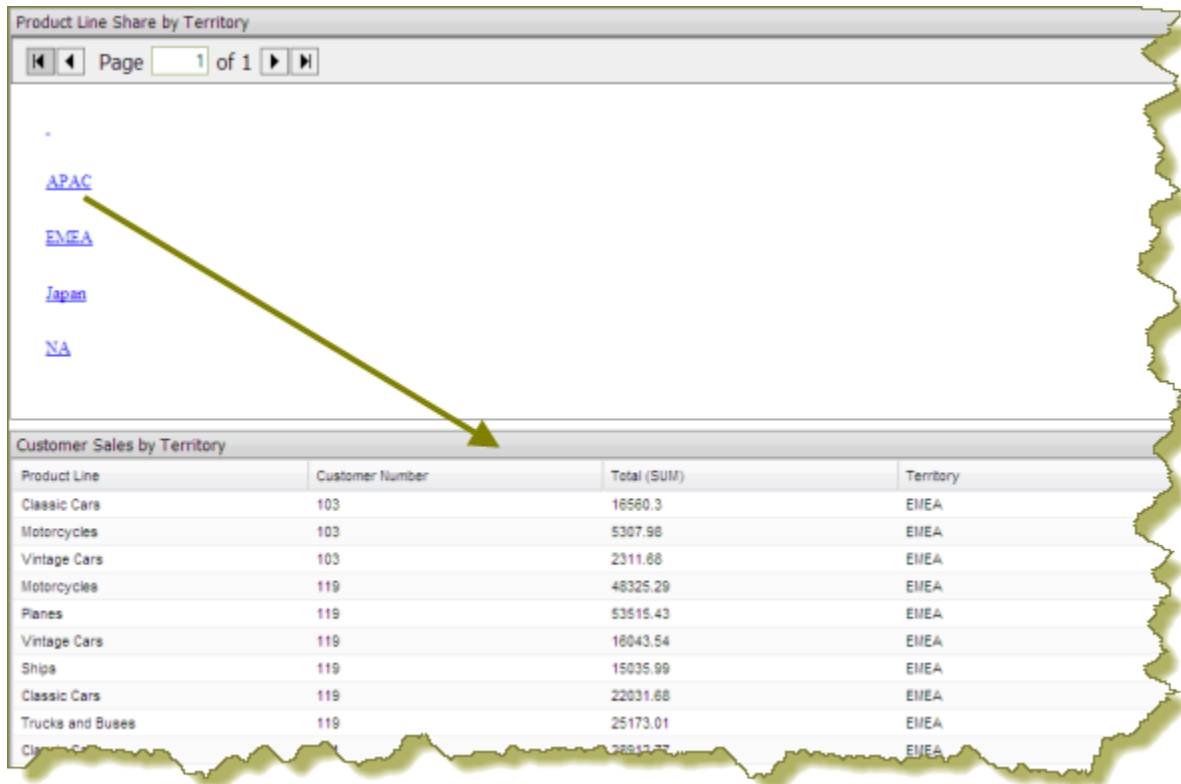 Product Line Share by Territory
Page 1 of 1
-
APAC
EMEA
Japan
NA
Customer Sales by Territory
Product Line Customer Number Total (SUM) Territory
Classic Cars 103 16560.3 EMEA
Motorcycles 103 5307.98 EMEA
Vintage Cars 103 2311.68 EMEA
Motorcycles 119 48325.29 EMEA
Planes 119 53515.43 EMEA
Vintage Cars 119 16043.54 EMEA
Ships 119 15035.99 EMEA
Classic Cars 119 22031.68 EMEA
Trucks and Buses 119 25173.01 EMEA
EMEA